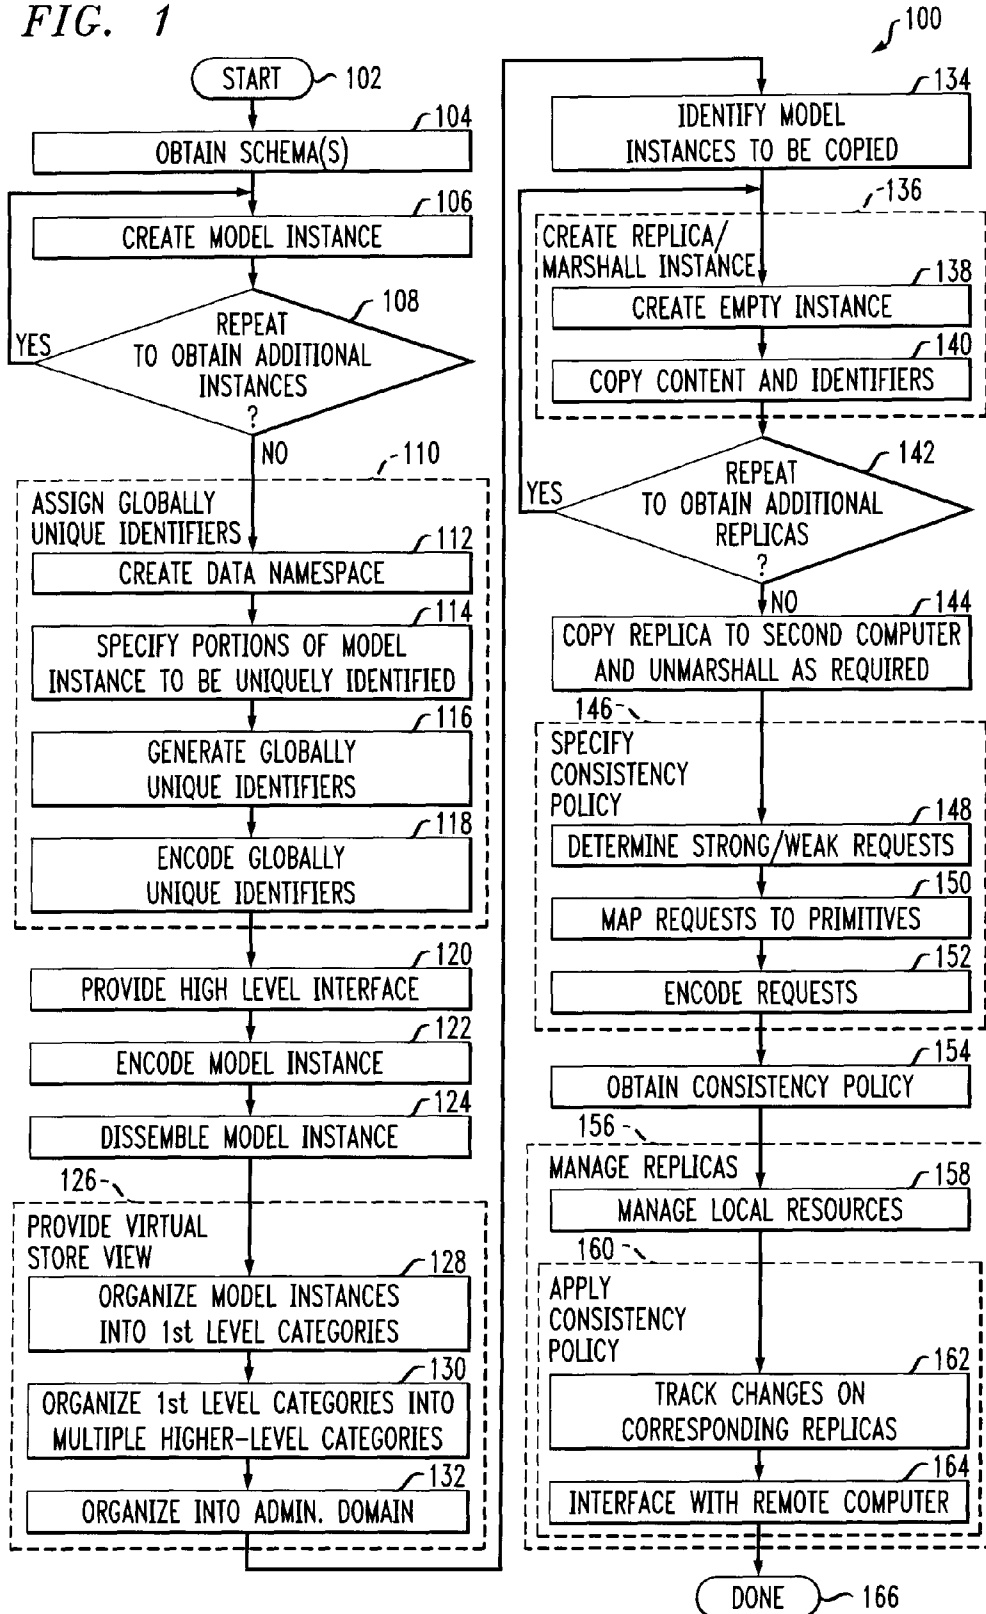 FIG. 1
100
START
102
104
OBTAIN SCHEMA(S)
106
CREATE MODEL INSTANCE
108
REPEAT
TO OBTAIN ADDITIONAL
INSTANCES
?
YES
NO
110
ASSIGN GLOBALLY
UNIQUE IDENTIFIERS
112
CREATE DATA NAMESPACE
114
SPECIFY PORTIONS OF MODEL
INSTANCE TO BE UNIQUELY IDENTIFIED
116
GENERATE GLOBALLY
UNIQUE IDENTIFIERS
118
ENCODE GLOBALLY
UNIQUE IDENTIFIERS
120
PROVIDE HIGH LEVEL INTERFACE
122
ENCODE MODEL INSTANCE
124
DISSEMBLE MODEL INSTANCE
126
PROVIDE VIRTUAL
STORE VIEW
128
ORGANIZE MODEL INSTANCES
INTO 1st LEVEL CATEGORIES
130
ORGANIZE 1st LEVEL CATEGORIES INTO
MULTIPLE HIGHER-LEVEL CATEGORIES
132
ORGANIZE INTO ADMIN. DOMAIN
134
IDENTIFY MODEL
INSTANCES TO BE COPIED
136
CREATE REPLICA/
MARSHALL INSTANCE
138
CREATE EMPTY INSTANCE
140
COPY CONTENT AND IDENTIFIERS
142
REPEAT
TO OBTAIN ADDITIONAL
REPLICAS
?
YES
NO
144
COPY REPLICA TO SECOND COMPUTER
AND UNMARSHALL AS REQUIRED
146
SPECIFY
CONSISTENCY
POLICY
148
DETERMINE STRONG/WEAK REQUESTS
150
MAP REQUESTS TO PRIMITIVES
152
ENCODE REQUESTS
154
OBTAIN CONSISTENCY POLICY
156
MANAGE REPLICAS
158
MANAGE LOCAL RESOURCES
160
APPLY
CONSISTENCY
POLICY
162
TRACK CHANGES ON
CORRESPONDING REPLICAS
164
INTERFACE WITH REMOTE COMPUTER
DONE
166